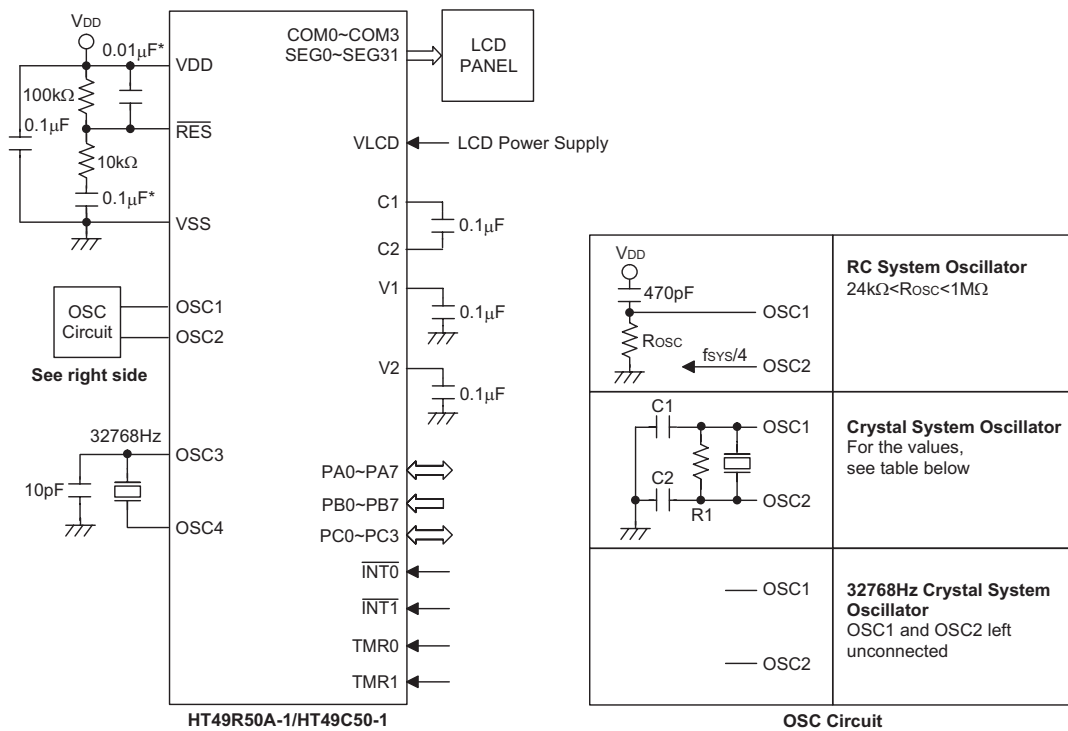 VDD
0.01μF*
VDD
100kΩ
0.1μF
RES
10kΩ
0.1μF*
VSS
OSC
Circuit
OSC1
OSC2
See right side
32768Hz
OSC3
10pF
OSC4
COM0~COM3
SEG0~SEG31
LCD
PANEL
VLCD
LCD Power Supply
C1
0.1μF
C2
V1
0.1μF
V2
0.1μF
PA0~PA7
PB0~PB7
PC0~PC3
INT0
INT1
TMR0
TMR1
HT49R50A-1/HT49C50-1
VDD
470pF
OSC1
ROSC
fSYS/4
OSC2
RC System Oscillator
24kΩ<ROSC<1MΩ
C1
OSC1
C2
R1
OSC2
Crystal System Oscillator
For the values,
see table below
OSC1
OSC2
32768Hz Crystal System
Oscillator
OSC1 and OSC2 left
unconnected
OSC Circuit